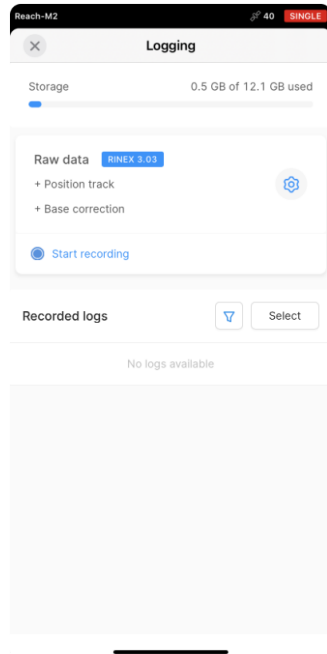 Reach-M2 40 SINGLE
Logging
Storage 0.5 GB of 12.1 GB used
Raw data RINEX 3.03
+ Position track
+ Base correction
Start recording
Recorded logs Select
No logs available